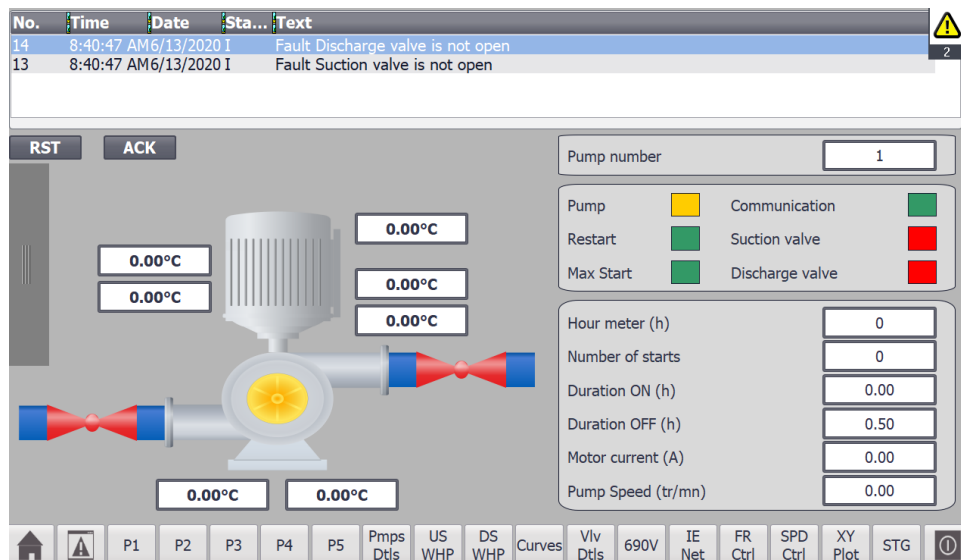 No. Time Date Sta... Text
14 8:40:47 AM 6/13/2020 I Fault Discharge valve is not open
13 8:40:47 AM 6/13/2020 I Fault Suction valve is not open
2
RST ACK
Pump number 1
Pump Communication
Restart Suction valve
Max Start Discharge valve
0.00°C
0.00°C
0.00°C
0.00°C
0.00°C
0.00°C 0.00°C
Hour meter (h) 0
Number of starts 0
Duration ON (h) 0.00
Duration OFF (h) 0.50
Motor current (A) 0.00
Pump Speed (tr/mn) 0.00
P1 P2 P3 P4 P5 Pmps Dtls US WHP DS WHP Curves Vlv Dtls 690V IE Net FR Ctrl SPD Ctrl XY Plot STG